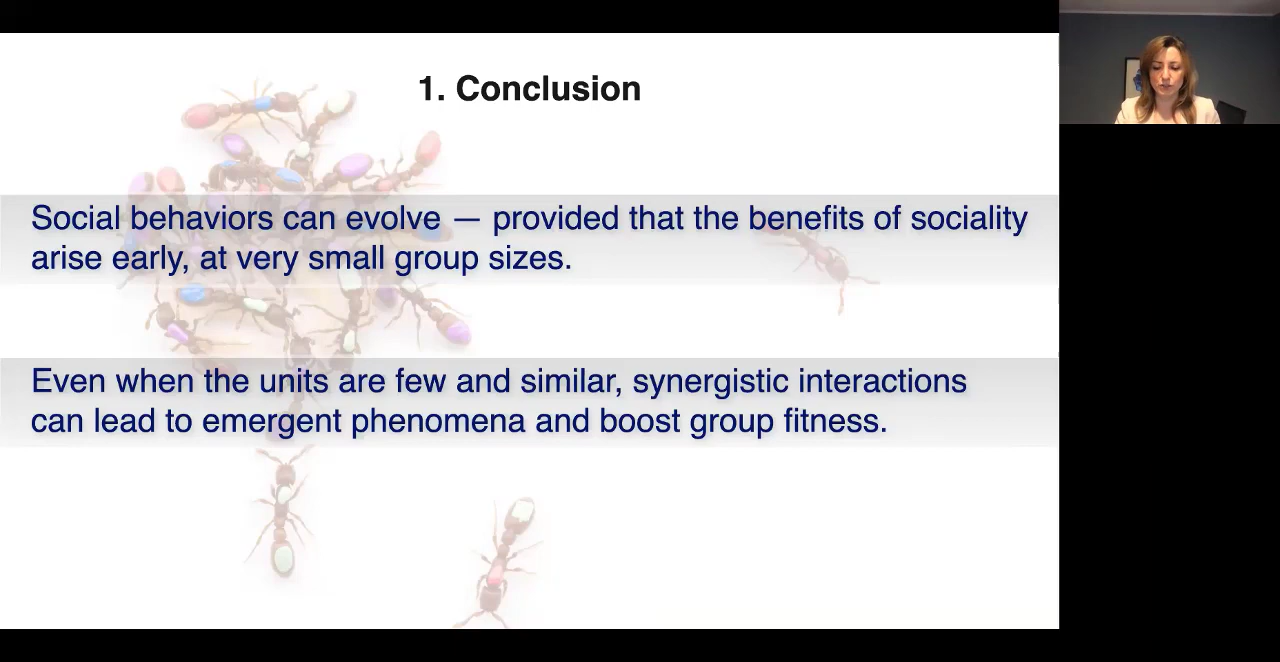 1. Conclusion
Social behaviors can evolve — provided that the benefits of sociality
arise early, at very small group sizes.
Even when the units are few and similar, synergistic interactions
can lead to emergent phenomena and boost group fitness.